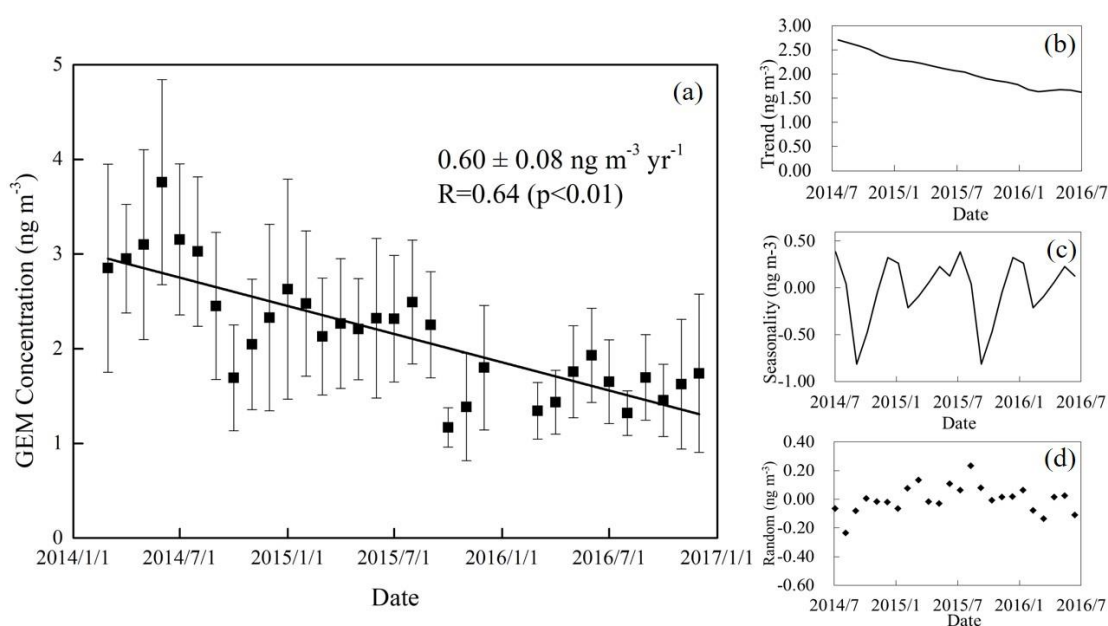 (a)
0.60 ± 0.08 ng m⁻³ yr⁻¹
R=0.64 (p<0.01)
GEM Concentration (ng m⁻³)
5
4
3
2
1
0
2014/1/1 2014/7/1 2015/1/1 2015/7/1 2016/1/1 2016/7/1 2017/1/1
Date
(b)
Trend (ng m⁻³)
3.00
2.50
2.00
1.50
1.00
0.50
0.00
2014/7 2015/1 2015/7 2016/1 2016/7
Date
(c)
Seasonality (ng m-3)
0.50
0.00
-0.50
-1.00
2014/7 2015/1 2015/7 2016/1 2016/7
Date
(d)
Random (ng m⁻³)
0.40
0.20
0.00
-0.20
-0.40
-0.60
2014/7 2015/1 2015/7 2016/1 2016/7
Date